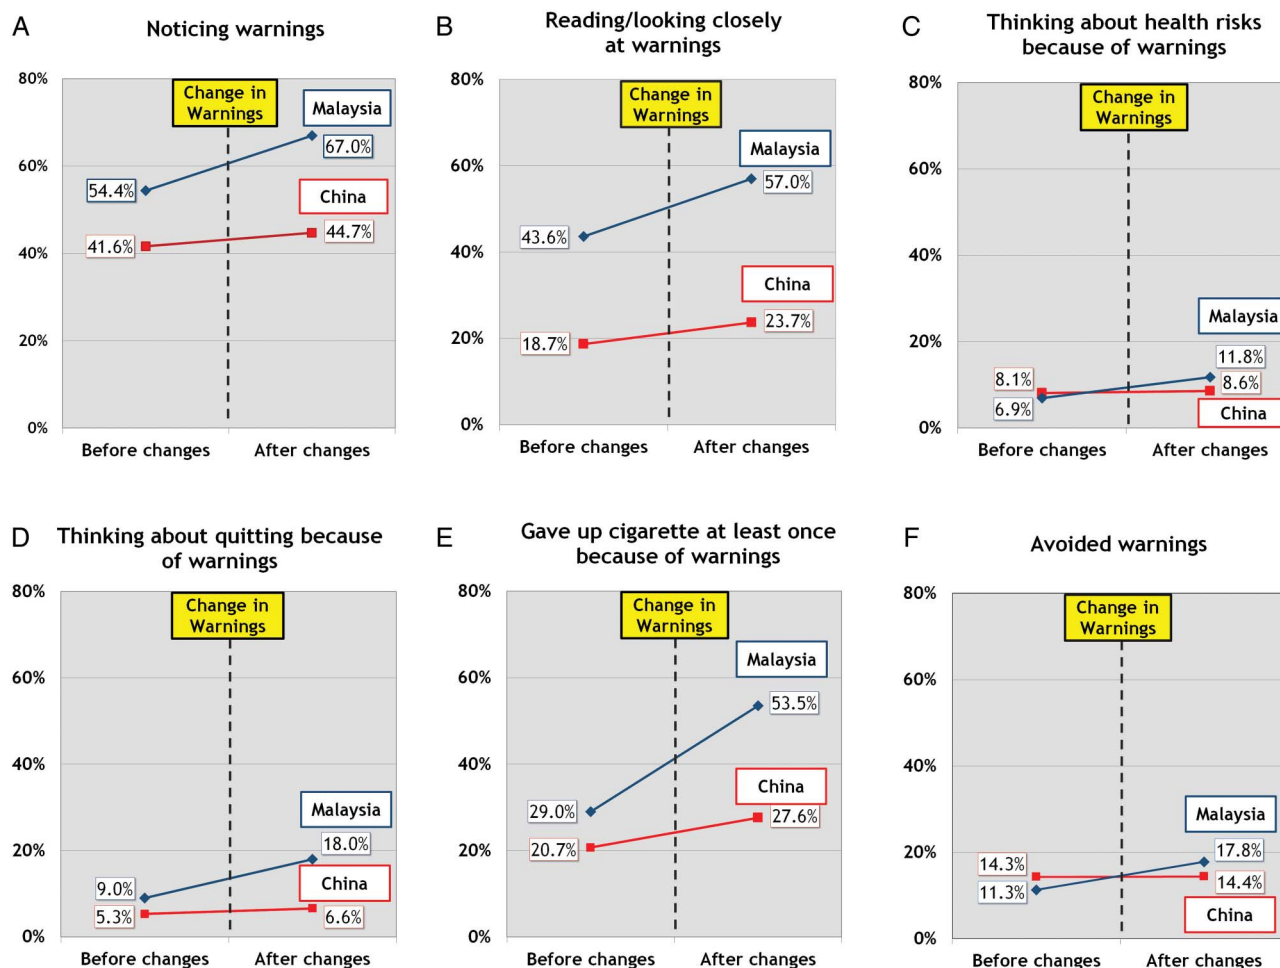 A
Noticing warnings
80%
60%
40%
20%
0%
Change in
Warnings
Malaysia
67.0%
54.4%
China
44.7%
41.6%
Before changes
After changes
B
Reading/looking closely
at warnings
80%
60%
40%
20%
0%
Change in
Warnings
Malaysia
57.0%
43.6%
China
23.7%
18.7%
Before changes
After changes
C
Thinking about health risks
because of warnings
80%
60%
40%
20%
0%
Change in
Warnings
Malaysia
11.8%
8.1%
8.6%
6.9%
China
Before changes
After changes
D
Thinking about quitting because
of warnings
80%
60%
40%
20%
0%
Change in
Warnings
Malaysia
18.0%
9.0%
China
5.3%
6.6%
Before changes
After changes
E
Gave up cigarette at least once
because of warnings
80%
60%
40%
20%
0%
Change in
Warnings
Malaysia
53.5%
29.0%
China
27.6%
20.7%
Before changes
After changes
F
Avoided warnings
80%
60%
40%
20%
0%
Change in
Warnings
Malaysia
17.8%
14.3%
14.4%
11.3%
China
Before changes
After changes